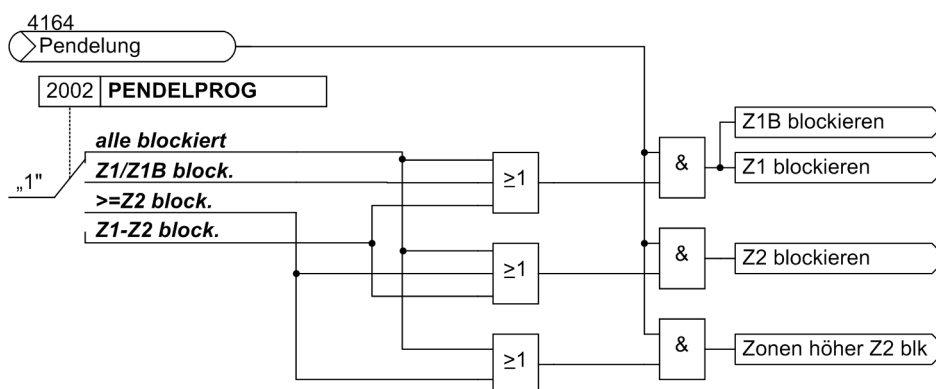 4164
Pendelung
2002 PENDELPROG
alle blockiert
Z1/Z1B block.
>=Z2 block.
Z1-Z2 block.
„1"
≥1
≥1
≥1
&
&
&
Z1B blockieren
Z1 blockieren
Z2 blockieren
Zonen höher Z2 blk